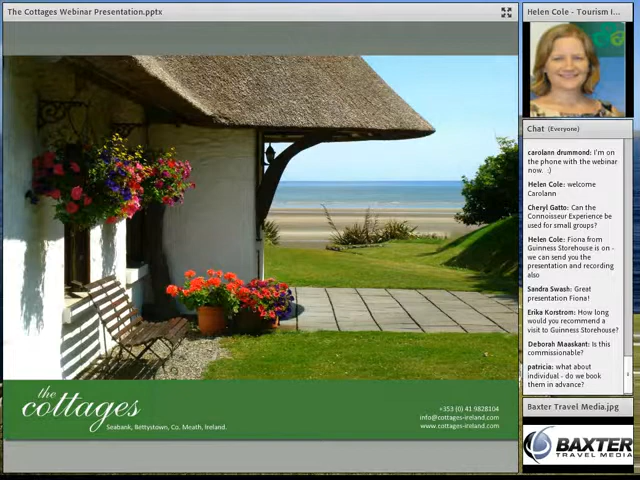 The Cottages Webinar Presentation.pptx
the
cottages
Seabank, Bettystown, Co. Meath, Ireland.
+353 (0) 41 9828104
info@cottages-ireland.com
www.cottages-ireland.com
Helen Cole - Tourism I...
Chat (Everyone)
carolann drummond: I'm on
the phone with the webinar
now. :)
Helen Cole: welcome
Carolann
Cheryl Gatto: Can the
Connoisseur Experience be
used for small groups?
Helen Cole: Fiona from
Guinness Storehouse is on -
we can send you the
presentation and recording
also
Sandra Swash: Great
presentation Fiona!
Erika Korstrom: How long
would you recommend a
visit to Guinness Storehouse?
Deborah Maaskant: Is this
commissionable?
patricia: what about
individual - do we book
them in advance?
Baxter Travel Media.jpg
BAXTER
TRAVEL MEDIA